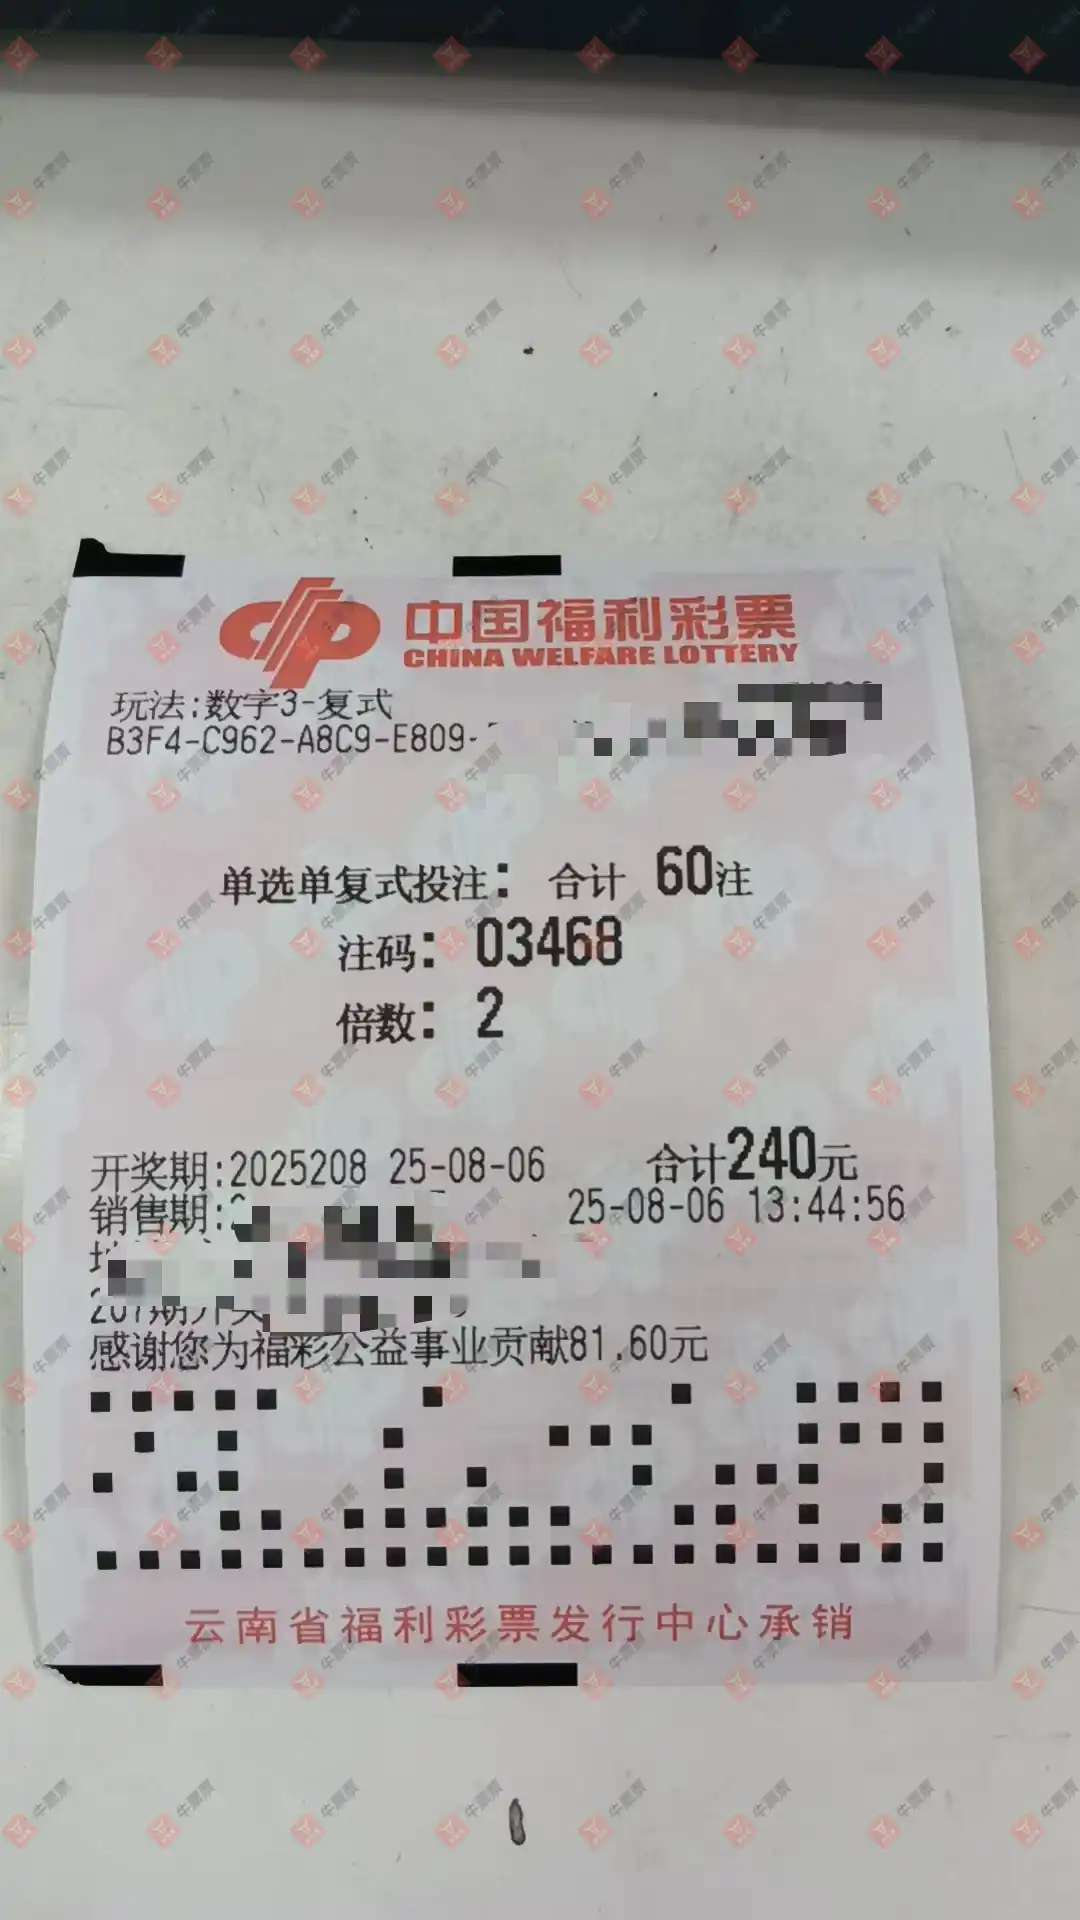 中国福利彩票
CHINA WELFARE LOTTERY
玩法:数字3-复式
B3F4-C962-A8C9-E809-
单选单复式投注: 合计 60注
注码: 03468
倍数: 2
开奖期:2025208 25-08-06 合计240元
销售期: 25-08-06 13:44:56
感谢您为福彩公益事业贡献81.60元
云南省福利彩票发行中心承销
牛票票